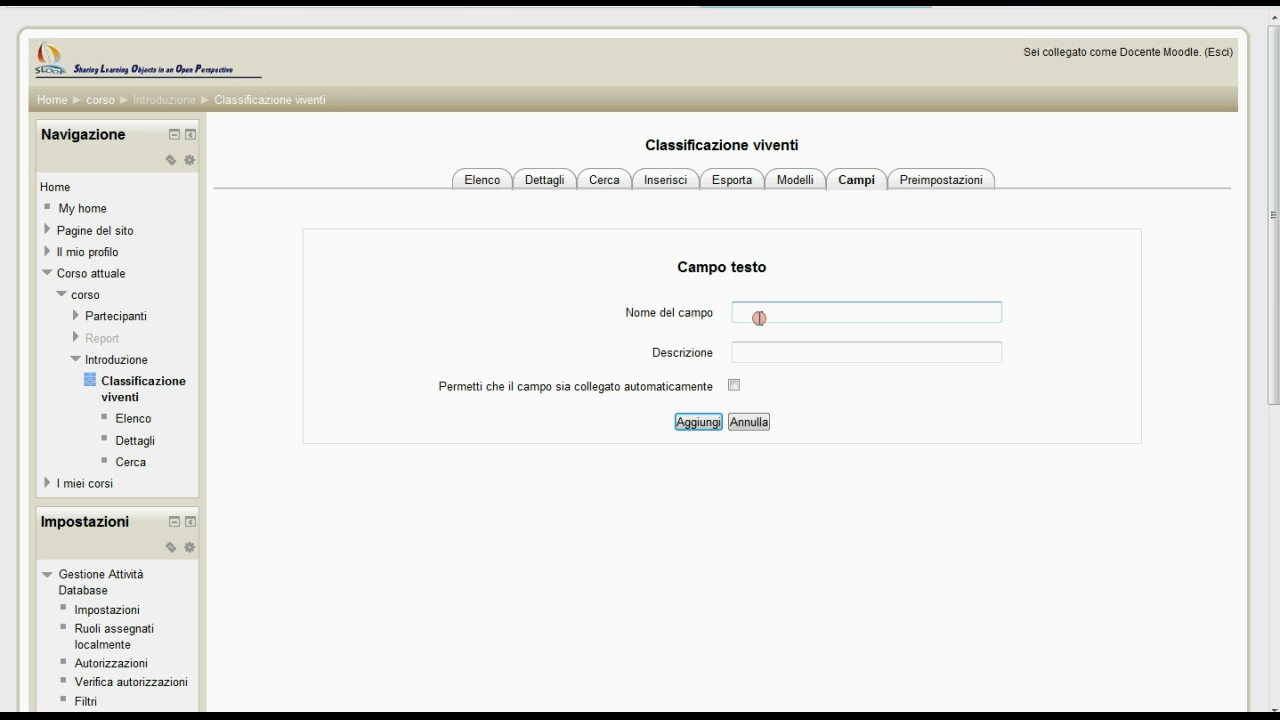 SLOOP Sharing Learning Objects in an Open Perspective
Sei collegato come Docente Moodle. (Esci)
Home ► corso ► Introduzione ► Classificazione viventi
Navigazione
Home
My home
Pagine del sito
Il mio profilo
Corso attuale
corso
Partecipanti
Report
Introduzione
Classificazione
viventi
Elenco
Dettagli
Cerca
I miei corsi
Impostazioni
Gestione Attività
Database
Impostazioni
Ruoli assegnati
localmente
Autorizzazioni
Verifica autorizzazioni
Filtri
Classificazione viventi
Elenco Dettagli Cerca Inserisci Esporta Modelli Campi Preimpostazioni
Campo testo
Nome del campo
Descrizione
Permetti che il campo sia collegato automaticamente
Aggiungi Annulla